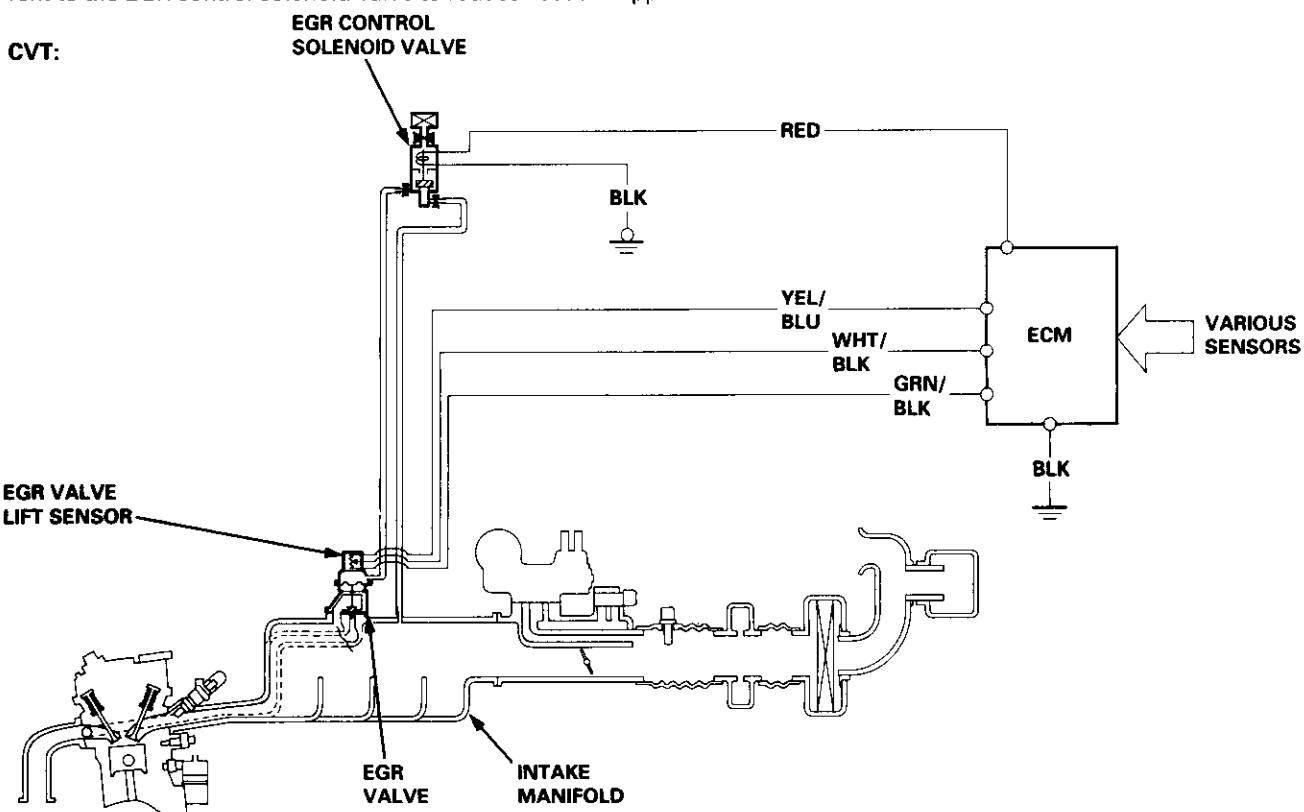 EGR CONTROL
SOLENOID VALVE
CVT:
RED
BLK
YEL/
BLU
WHT/
BLK
GRN/
BLK
ECM
VARIOUS
SENSORS
BLK
EGR VALVE
LIFT SENSOR
EGR
VALVE
INTAKE
MANIFOLD